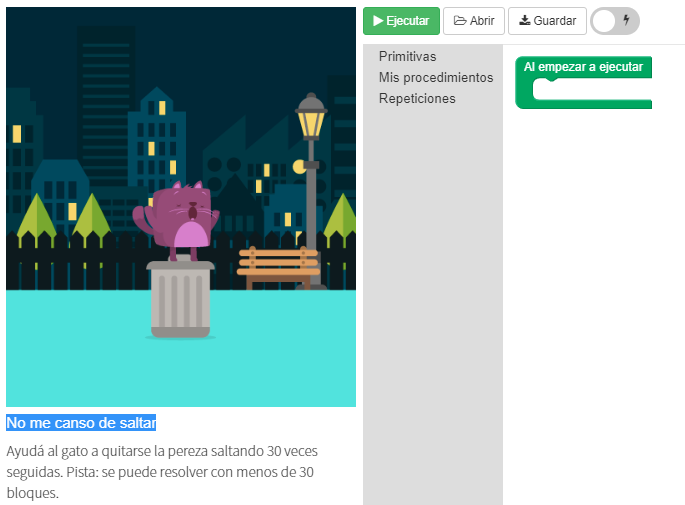 Ejecutar
Abrir
Guardar
Primitivas
Mis procedimientos
Repeticiones
Al empezar a ejecutar
No me canso de saltar
Ayudá al gato a quitarse la pereza saltando 30 veces
seguidas. Pista: se puede resolver con menos de 30
bloques.